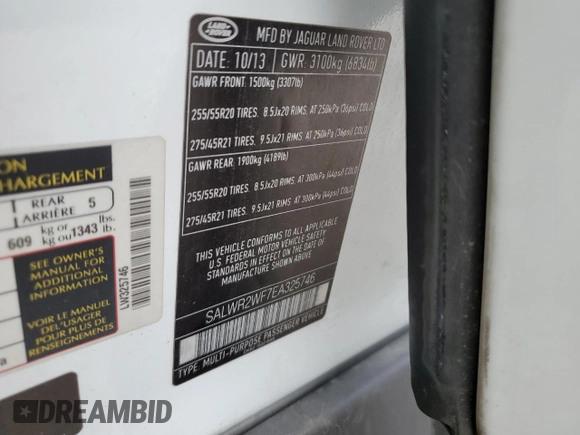 LAND
ROVER
MFD BY JAGUAR LAND ROVER LTD
DATE: 10/13 GWR: 3100kg (6834lb)
GAWR FRONT 1500kg (3307lb)
255/55R20 TIRES. 8.5Jx20 RIMS. AT 250kPa (36psi) COLD
275/45R21 TIRES. 9.5Jx21 RIMS. AT 250kPa (36psi) COLD
GAWR REAR: 1900kg (4189lb)
255/55R20 TIRES. 8.5Jx20 RIMS. AT 300kPa (44psi) COLD
275/45R21 TIRES. 9.5Jx21 RIMS. AT 300kPa (44psi) COLD
THIS VEHICLE CONFORMS TO ALL APPLICABLE
U.S. FEDERAL MOTOR VEHICLE SAFETY STANDARDS
IN EFFECT ON THE DATE OF MANUFACTURE SHOWN ABOVE
SALWR2WF7EA325746
TYPE: MULTI-PURPOSE PASSENGER VEHICLE
ON
CHARGEMENT
REAR 5
ARRIÈRE
609 kg or 1343 lbs.
kg ou lb.
SEE OWNER'S
MANUAL FOR
ADDITIONAL
INFORMATION
VOIR LE MANUEL
DE L'USAGER
POUR PLUS DE
RENSEIGNEMENTS
LW325746
DREAMBID